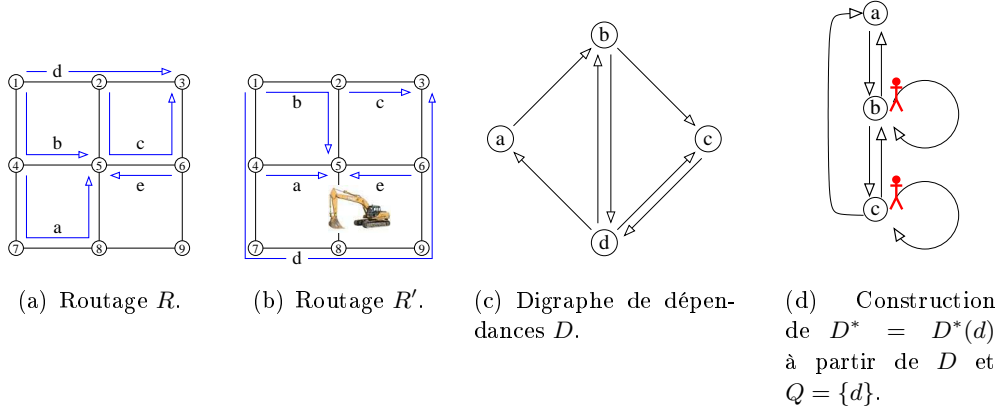 1 d 2 3
b c
4 5 6
e
a
7 8 9
1 2 3
b c
4 5 6
a e
7 8 9
d
b
a c
d
a
b
c
(a) Routage R.
(b) Routage R′.
(c) Digraphe de dépen-
dances D.
(d) Construction
de D* = D*(d)
à partir de D et
Q = {d}.